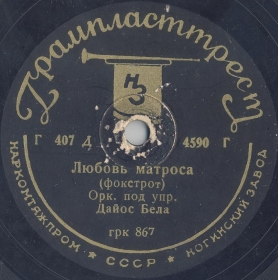 Грампласттрест
НЗ
Г 407 Д 4590 Г
Любовь матроса
(фокстрот)
Орк. под упр.
Дайос Бела
грк 867
НАРКОМТЯЖПРОМ ★ СССР ★ НОГИНСКИЙ ЗАВОД